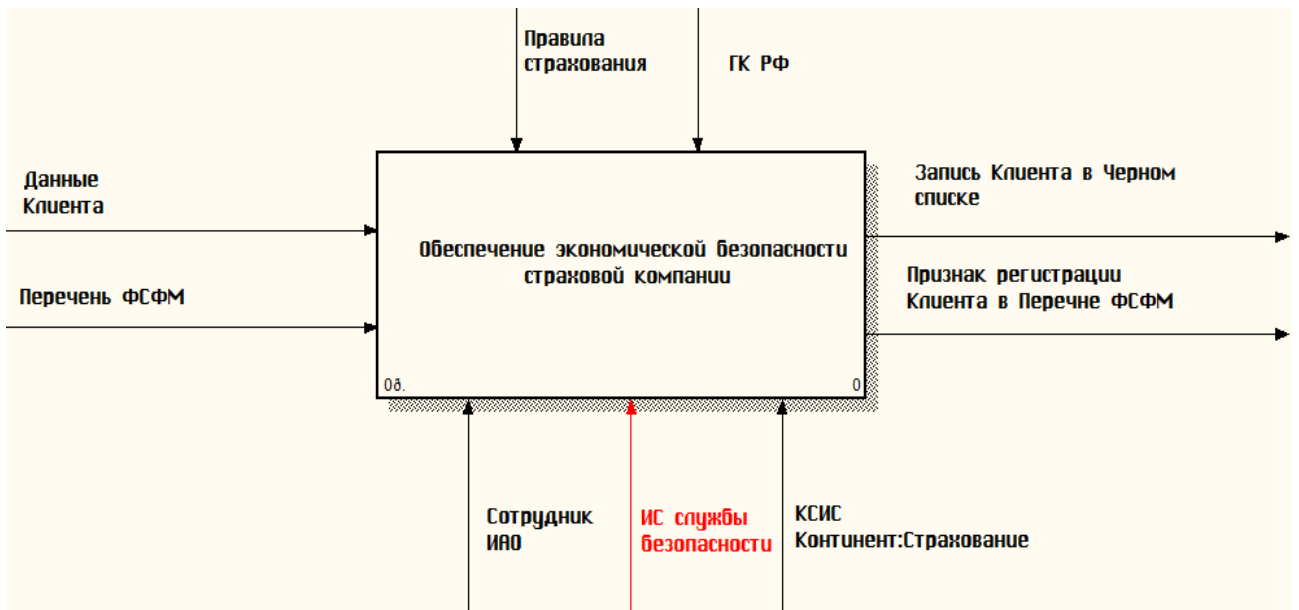 Правила
страхования
ГК РФ
Данные
Клиента
Перечень ФСФМ
Обеспечение экономической безопасности
страховой компании
0д.
0
Запись Клиента в Черном
списке
Признак регистрации
Клиента в Перечне ФСФМ
Сотрудник
ИАО
ИС службы
безопасности
КСИС
Континент:Страхование